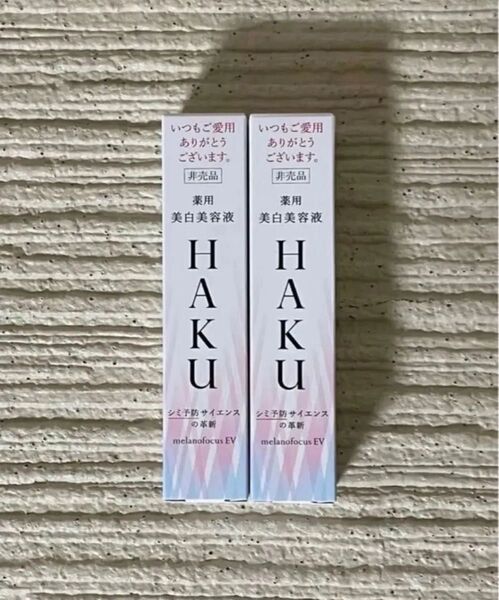 いつもご愛用
ありがとう
ございます。
非売品
薬用
美白美容液
HAKU
シミ予防サイエンス
の革新
melanofocus EV
いつもご愛用
ありがとう
ございます。
非売品
薬用
美白美容液
HAKU
シミ予防サイエンス
の革新
melanofocus EV